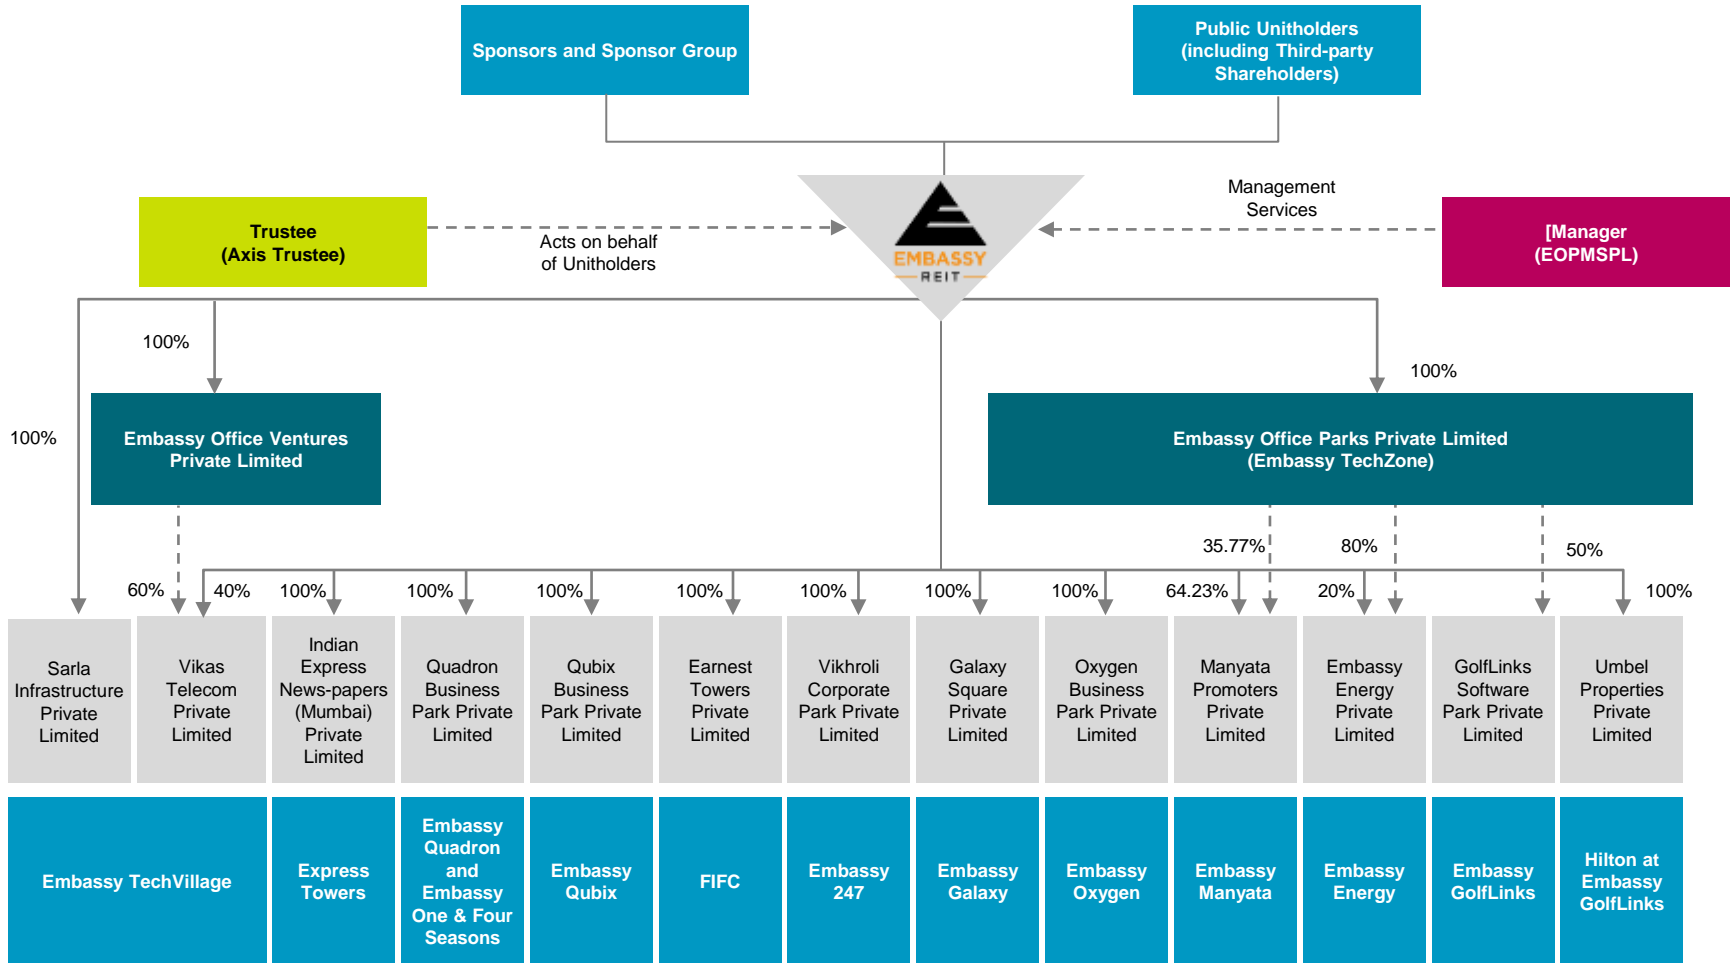 Sponsors and Sponsor Group
Public Unitholders
(including Third-party
Shareholders)
Trustee
(Axis Trustee)
Acts on behalf
of Unitholders
EMBASSY
REIT
Management
Services
[Manager
(EOPMSPL)
100%
100%
100%
Embassy Office Ventures
Private Limited
Embassy Office Parks Private Limited
(Embassy TechZone)
35.77%
80%
50%
60%
40%
100%
100%
100%
100%
100%
100%
100%
64.23%
20%
100%
Sarla
Infrastructure
Private
Limited
Vikas
Telecom
Private
Limited
Indian
Express
News-papers
(Mumbai)
Private
Limited
Quadron
Business
Park Private
Limited
Qubix
Business
Park Private
Limited
Earnest
Towers
Private
Limited
Vikhroli
Corporate
Park Private
Limited
Galaxy
Square
Private
Limited
Oxygen
Business
Park Private
Limited
Manyata
Promoters
Private
Limited
Embassy
Energy
Private
Limited
GolfLinks
Software
Park Private
Limited
Umbel
Properties
Private
Limited
Embassy TechVillage
Express
Towers
Embassy
Quadron
and
Embassy
One & Four
Seasons
Embassy
Qubix
FIFC
Embassy
247
Embassy
Galaxy
Embassy
Oxygen
Embassy
Manyata
Embassy
Energy
Embassy
GolfLinks
Hilton at
Embassy
GolfLinks